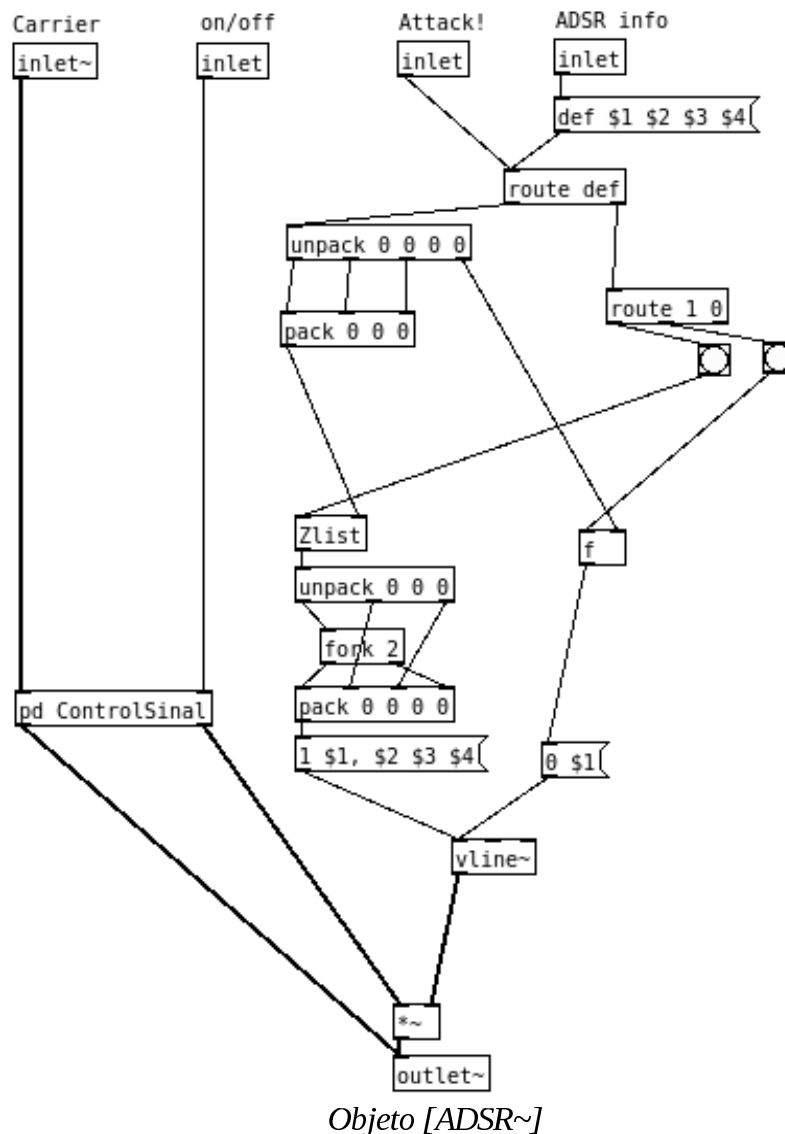 Carrier
on/off
Attack!
ADSR info
inlet~
inlet
inlet
inlet
def $1 $2 $3 $4
route def
unpack 0 0 0 0
route 1 0
pack 0 0 0
Zlist
f
unpack 0 0 0
fork 2
pd ControlSinal
pack 0 0 0 0
1 $1, $2 $3 $4
0 $1
vline~
*~
outlet~
Objeto [ADSR~]